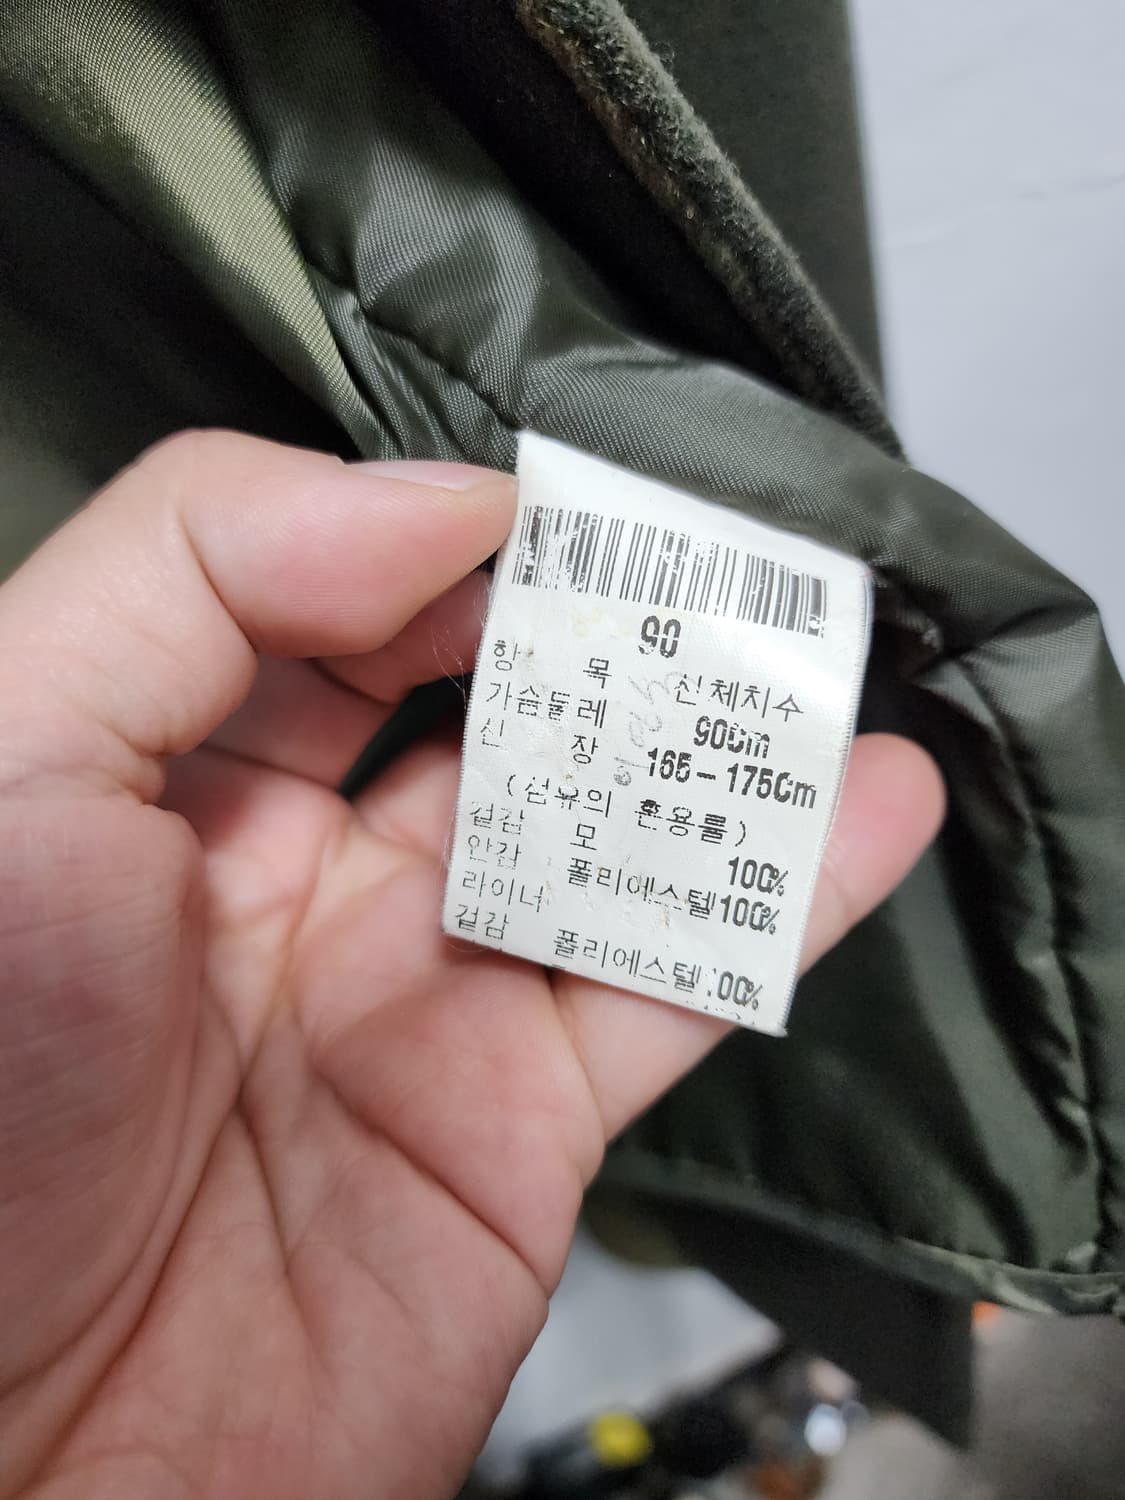 90
항 목 신체치수
가슴둘레 90Cm
신 장 165-175Cm
(섬유의 혼용률)
겉감 모 100%
안감 폴리에스텔100%
라이너
겉감 폴리에스텔100%